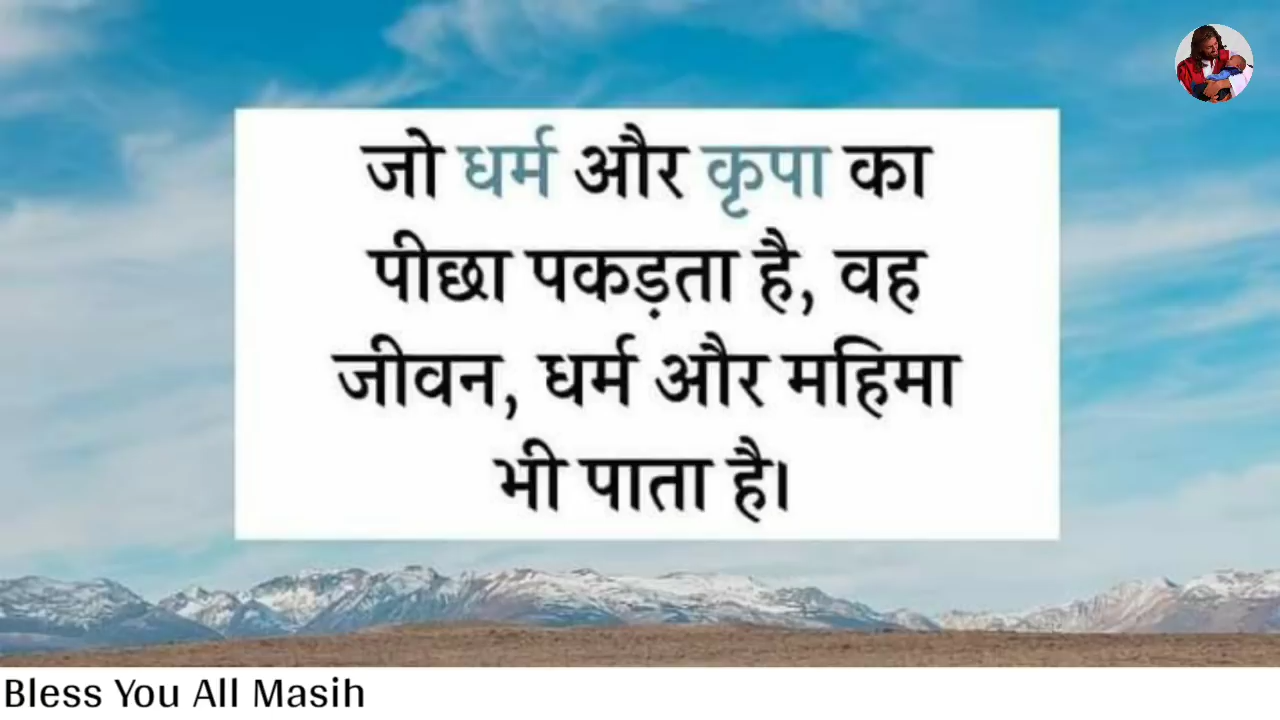 जो धर्म और कृपा का
पीछा पकड़ता है, वह
जीवन, धर्म और महिमा
भी पाता है।
Bless You All Masih